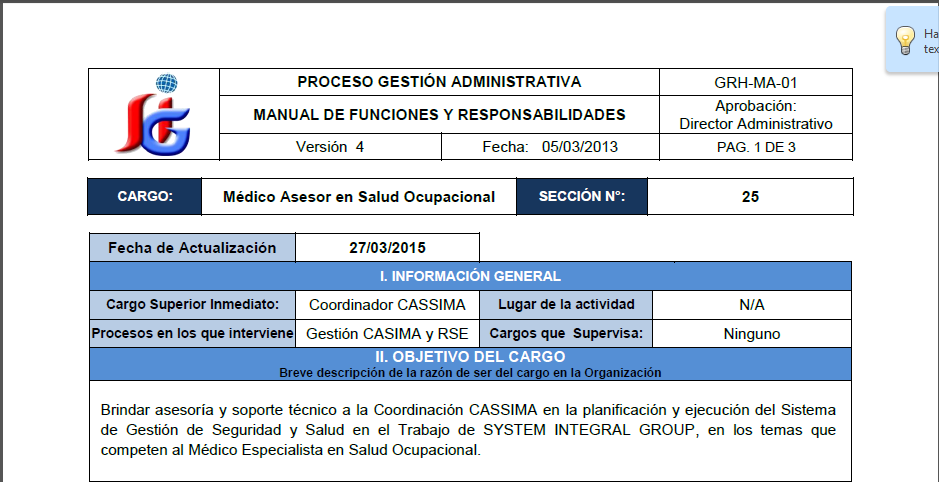 Ha
tex
PROCESO GESTIÓN ADMINISTRATIVA
GRH-MA-01
MANUAL DE FUNCIONES Y RESPONSABILIDADES
Aprobación:
Director Administrativo
Versión 4
Fecha: 05/03/2013
PAG. 1 DE 3
CARGO:
Médico Asesor en Salud Ocupacional
SECCIÓN N°:
25
Fecha de Actualización
27/03/2015
I. INFORMACIÓN GENERAL
Cargo Superior Inmediato:
Coordinador CASSIMA
Lugar de la actividad
N/A
Procesos en los que interviene
Gestión CASIMA y RSE
Cargos que Supervisa:
Ninguno
II. OBJETIVO DEL CARGO
Breve descripción de la razón de ser del cargo en la Organización
Brindar asesoría y soporte técnico a la Coordinación CASSIMA en la planificación y ejecución del Sistema
de Gestión de Seguridad y Salud en el Trabajo de SYSTEM INTEGRAL GROUP, en los temas que
competen al Médico Especialista en Salud Ocupacional.